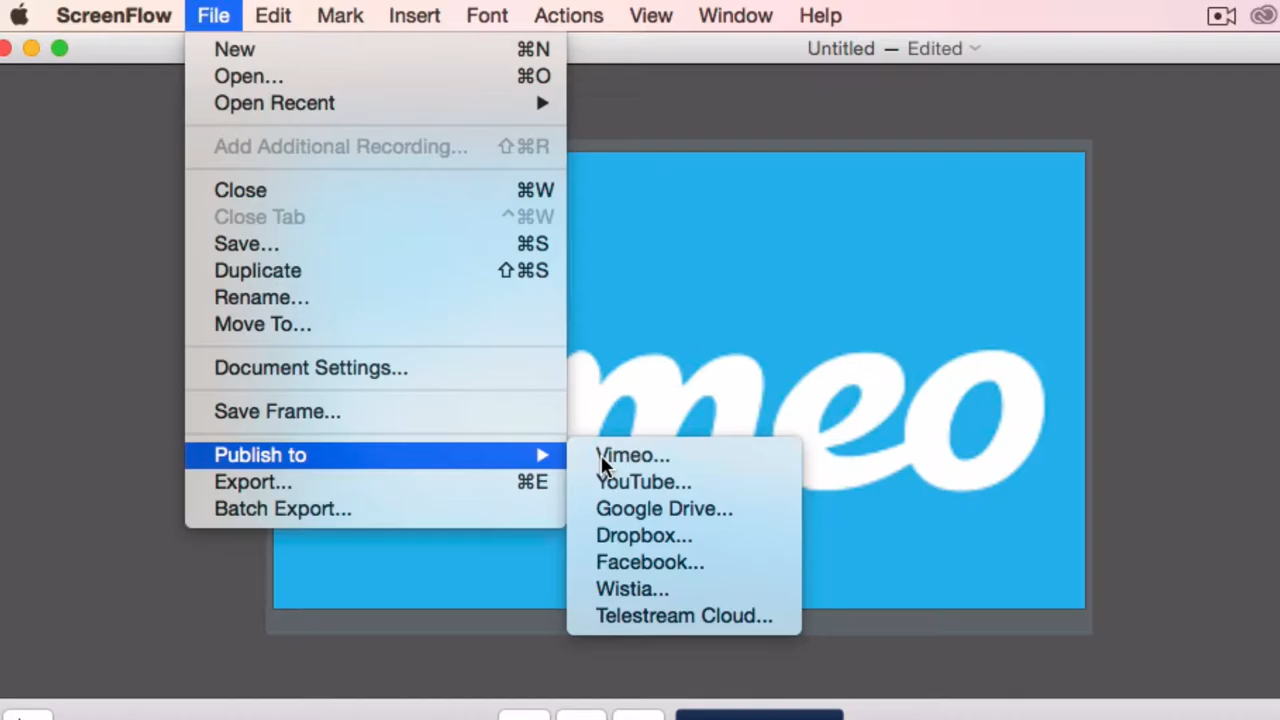 ScreenFlow File Edit Mark Insert Font Actions View Window Help
Untitled — Edited
New ⌘N
Open... ⌘O
Open Recent ▶
Add Additional Recording... ⇧⌘R
Close ⌘W
Close Tab ^⌘W
Save... ⌘S
Duplicate ⇧⌘S
Rename...
Move To...
Document Settings...
Save Frame...
meo
Publish to ▶
Export... ⌘E
Batch Export...
Vimeo...
YouTube...
Google Drive...
Dropbox...
Facebook...
Wistia...
Telestream Cloud...